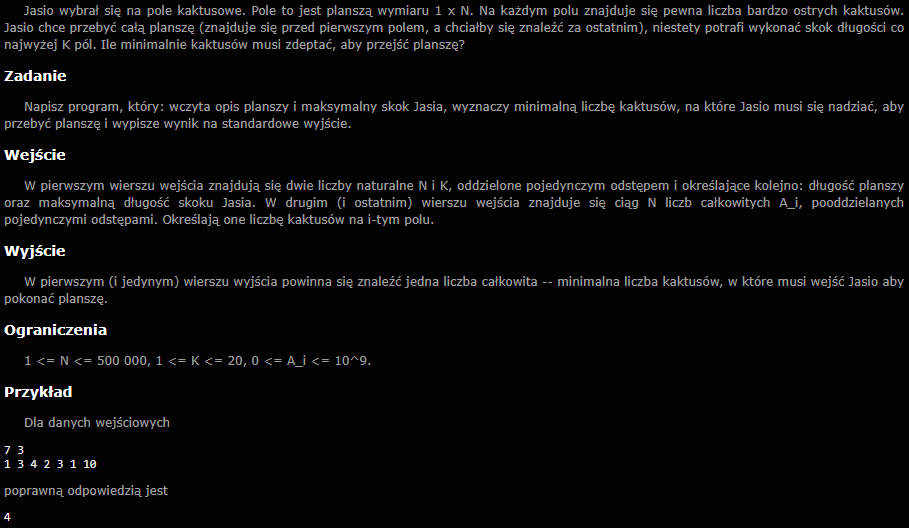 Jasio wybrał się na pole kaktusowe. Pole to jest planszą wymiaru 1 x N. Na każdym polu znajduje się pewna liczba bardzo ostrych kaktusów.
Jasio chce przebyć całą planszę (znajduje się przed pierwszym polem, a chciałby się znaleźć za ostatnim), niestety potrafi wykonać skok długości co
najwyżej K pól. Ile minimalnie kaktusów musi zdeptać, aby przejść planszę?
Zadanie
Napisz program, który: wczyta opis planszy i maksymalny skok Jasia, wyznaczy minimalną liczbę kaktusów, na które Jasio musi się nadziać, aby
przebyć planszę i wypisze wynik na standardowe wyjście.
Wejście
W pierwszym wierszu wejścia znajdują się dwie liczby naturalne N i K, oddzielone pojedynczym odstępem i określające kolejno: długość planszy
oraz maksymalną długość skoku Jasia. W drugim (i ostatnim) wierszu wejścia znajduje się ciąg N liczb całkowitych A_i, pooddzielanych
pojedynczymi odstępami. Określają one liczbę kaktusów na i-tym polu.
Wyjście
W pierwszym (i jedynym) wierszu wyjścia powinna się znaleźć jedna liczba całkowita -- minimalna liczba kaktusów, w które musi wejść Jasio aby
pokonać planszę.
Ograniczenia
1 <= N <= 500 000, 1 <= K <= 20, 0 <= A_i <= 10^9.
Przykład
Dla danych wejściowych
7 3
1 3 4 2 3 1 10
poprawną odpowiedzią jest
4